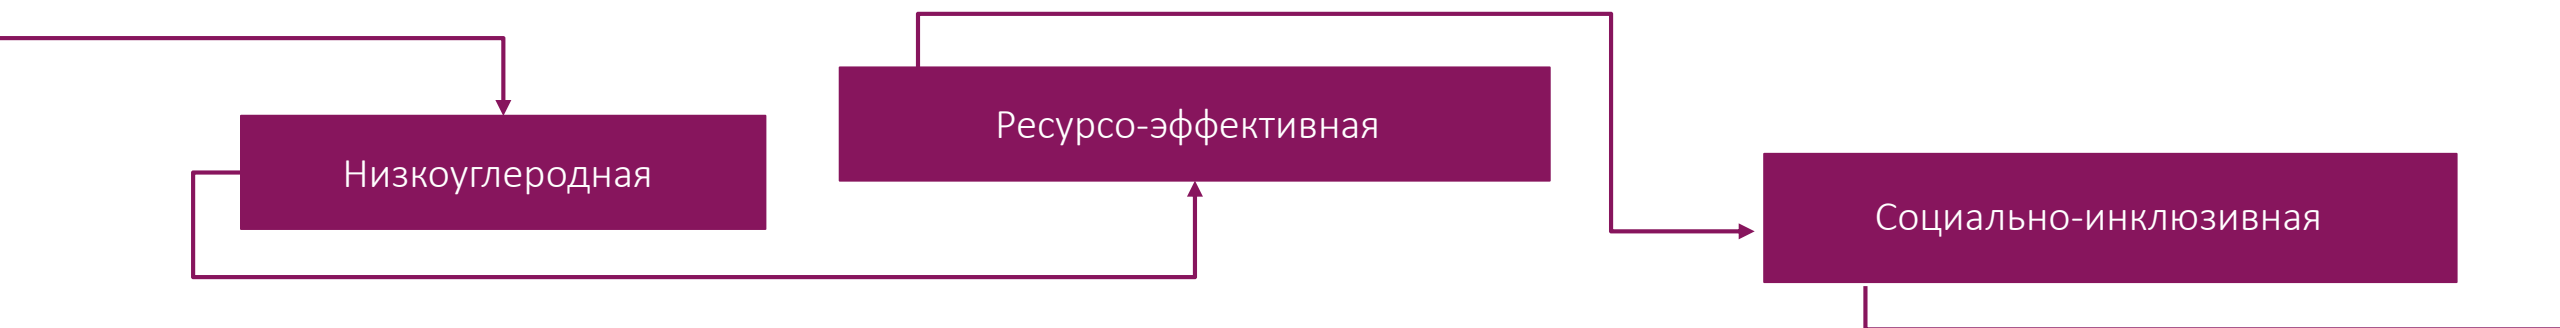 Низкоуглеродная
Ресурсо-эффективная
Социально-инклюзивная